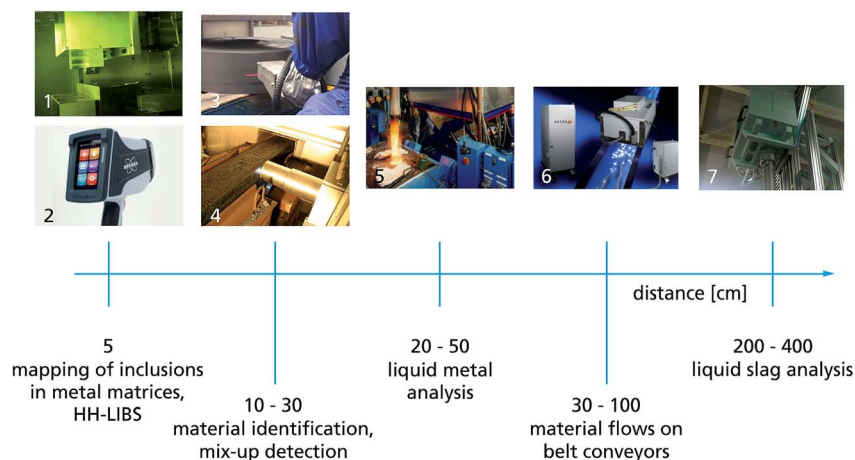 1
2
3
4
5
6
7
distance [cm]
5
mapping of inclusions
in metal matrices,
HH-LIBS
10 - 30
material identification,
mix-up detection
20 - 50
liquid metal
analysis
30 - 100
material flows on
belt conveyors
200 - 400
liquid slag analysis